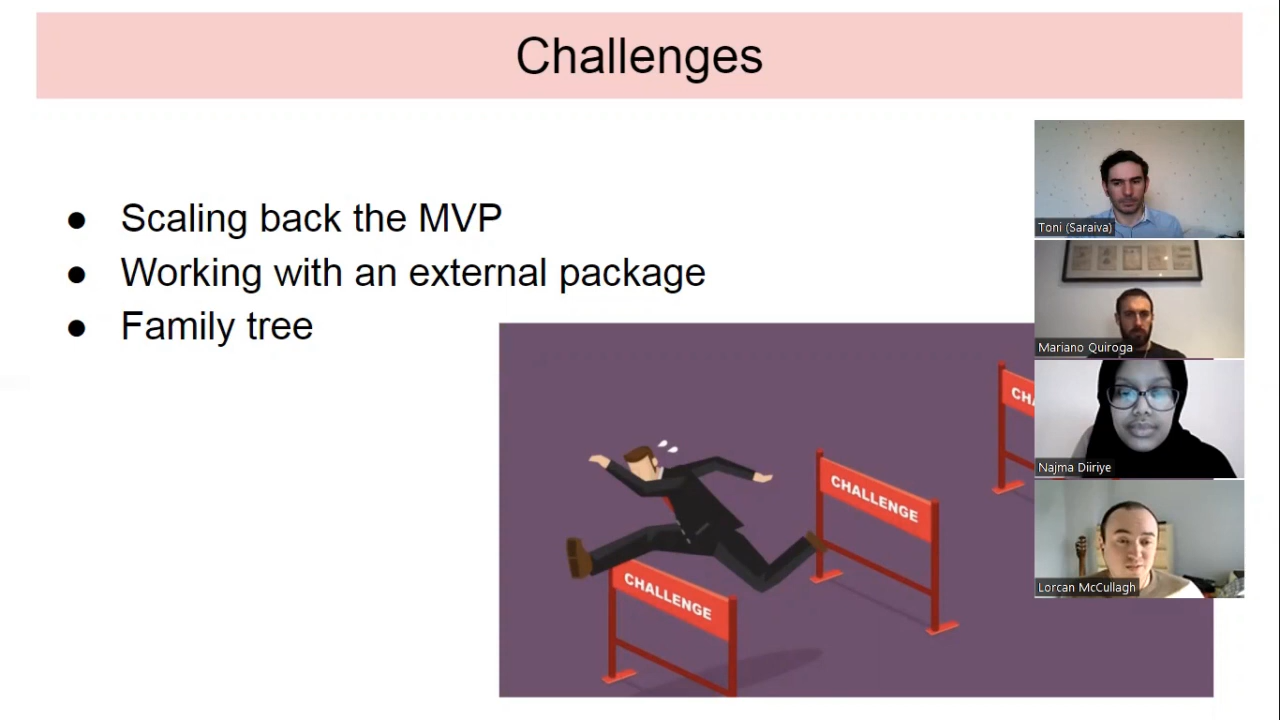 Challenges
● Scaling back the MVP
● Working with an external package
● Family tree
CHALLENGE
CHALLENGE
CHA
Toni (Saraiva)
Mariano Quiroga
Najma Diiriye
Lorcan McCullagh